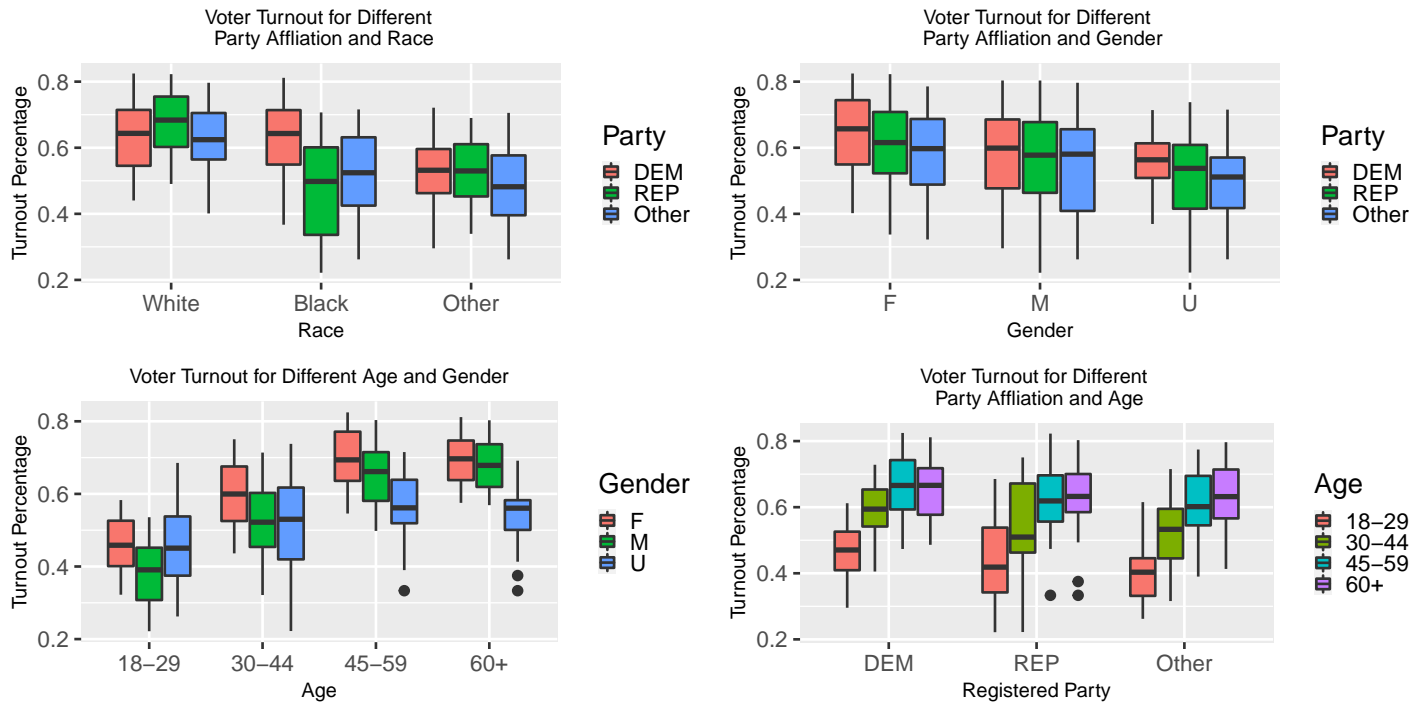 Voter Turnout for Different
Party Affliation and Race
Turnout Percentage
0.8
0.6
0.4
0.2
White Black Other
Race
Party
DEM
REP
Other
Voter Turnout for Different
Party Affliation and Gender
Turnout Percentage
0.8
0.6
0.4
0.2
F M U
Gender
Party
DEM
REP
Other
Voter Turnout for Different Age and Gender
Turnout Percentage
0.8
0.6
0.4
0.2
18−29 30−44 45−59 60+
Age
Gender
F
M
U
Voter Turnout for Different
Party Affliation and Age
Turnout Percentage
0.8
0.6
0.4
0.2
DEM REP Other
Registered Party
Age
18−29
30−44
45−59
60+